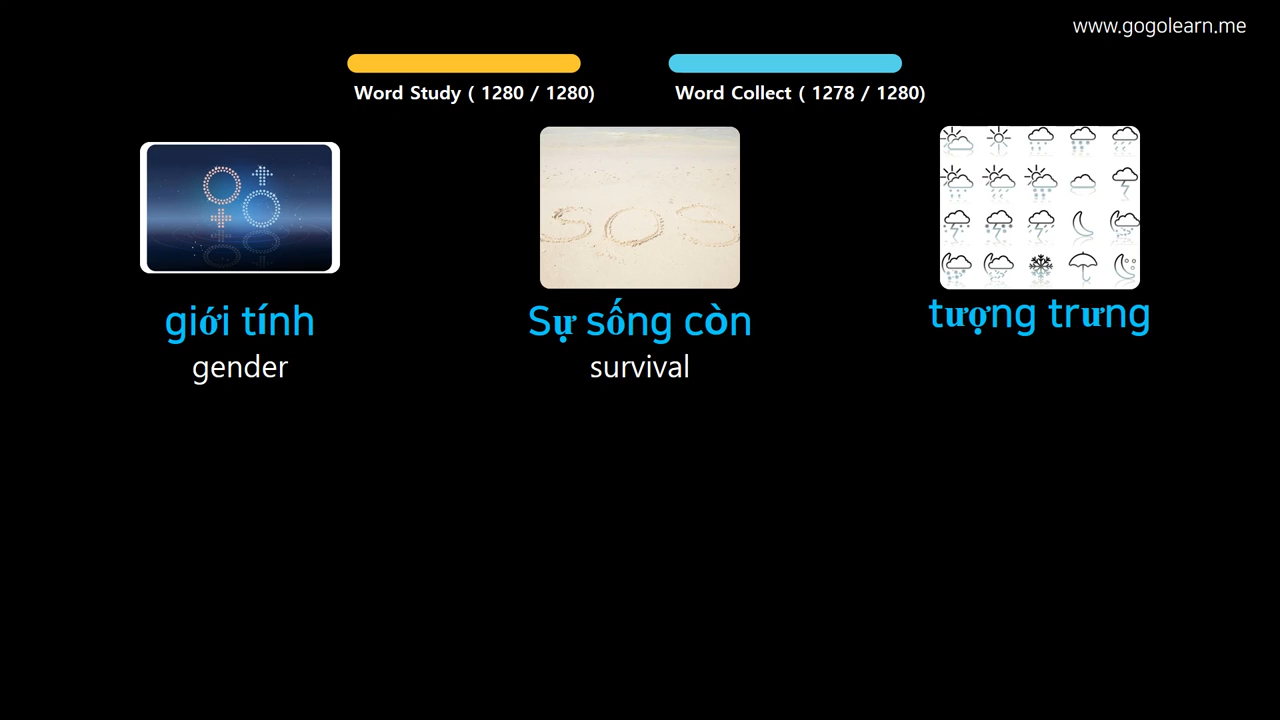 www.gogolearn.me
Word Study ( 1280 / 1280)
Word Collect ( 1278 / 1280)
SOS
giới tính
gender
Sự sống còn
survival
tượng trưng